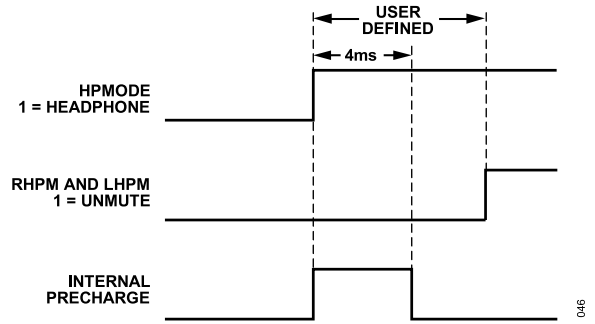 USER
DEFINED
4ms
HPMODE
1 = HEADPHONE
RHPM AND LHPM
1 = UNMUTE
INTERNAL
PRECHARGE
046